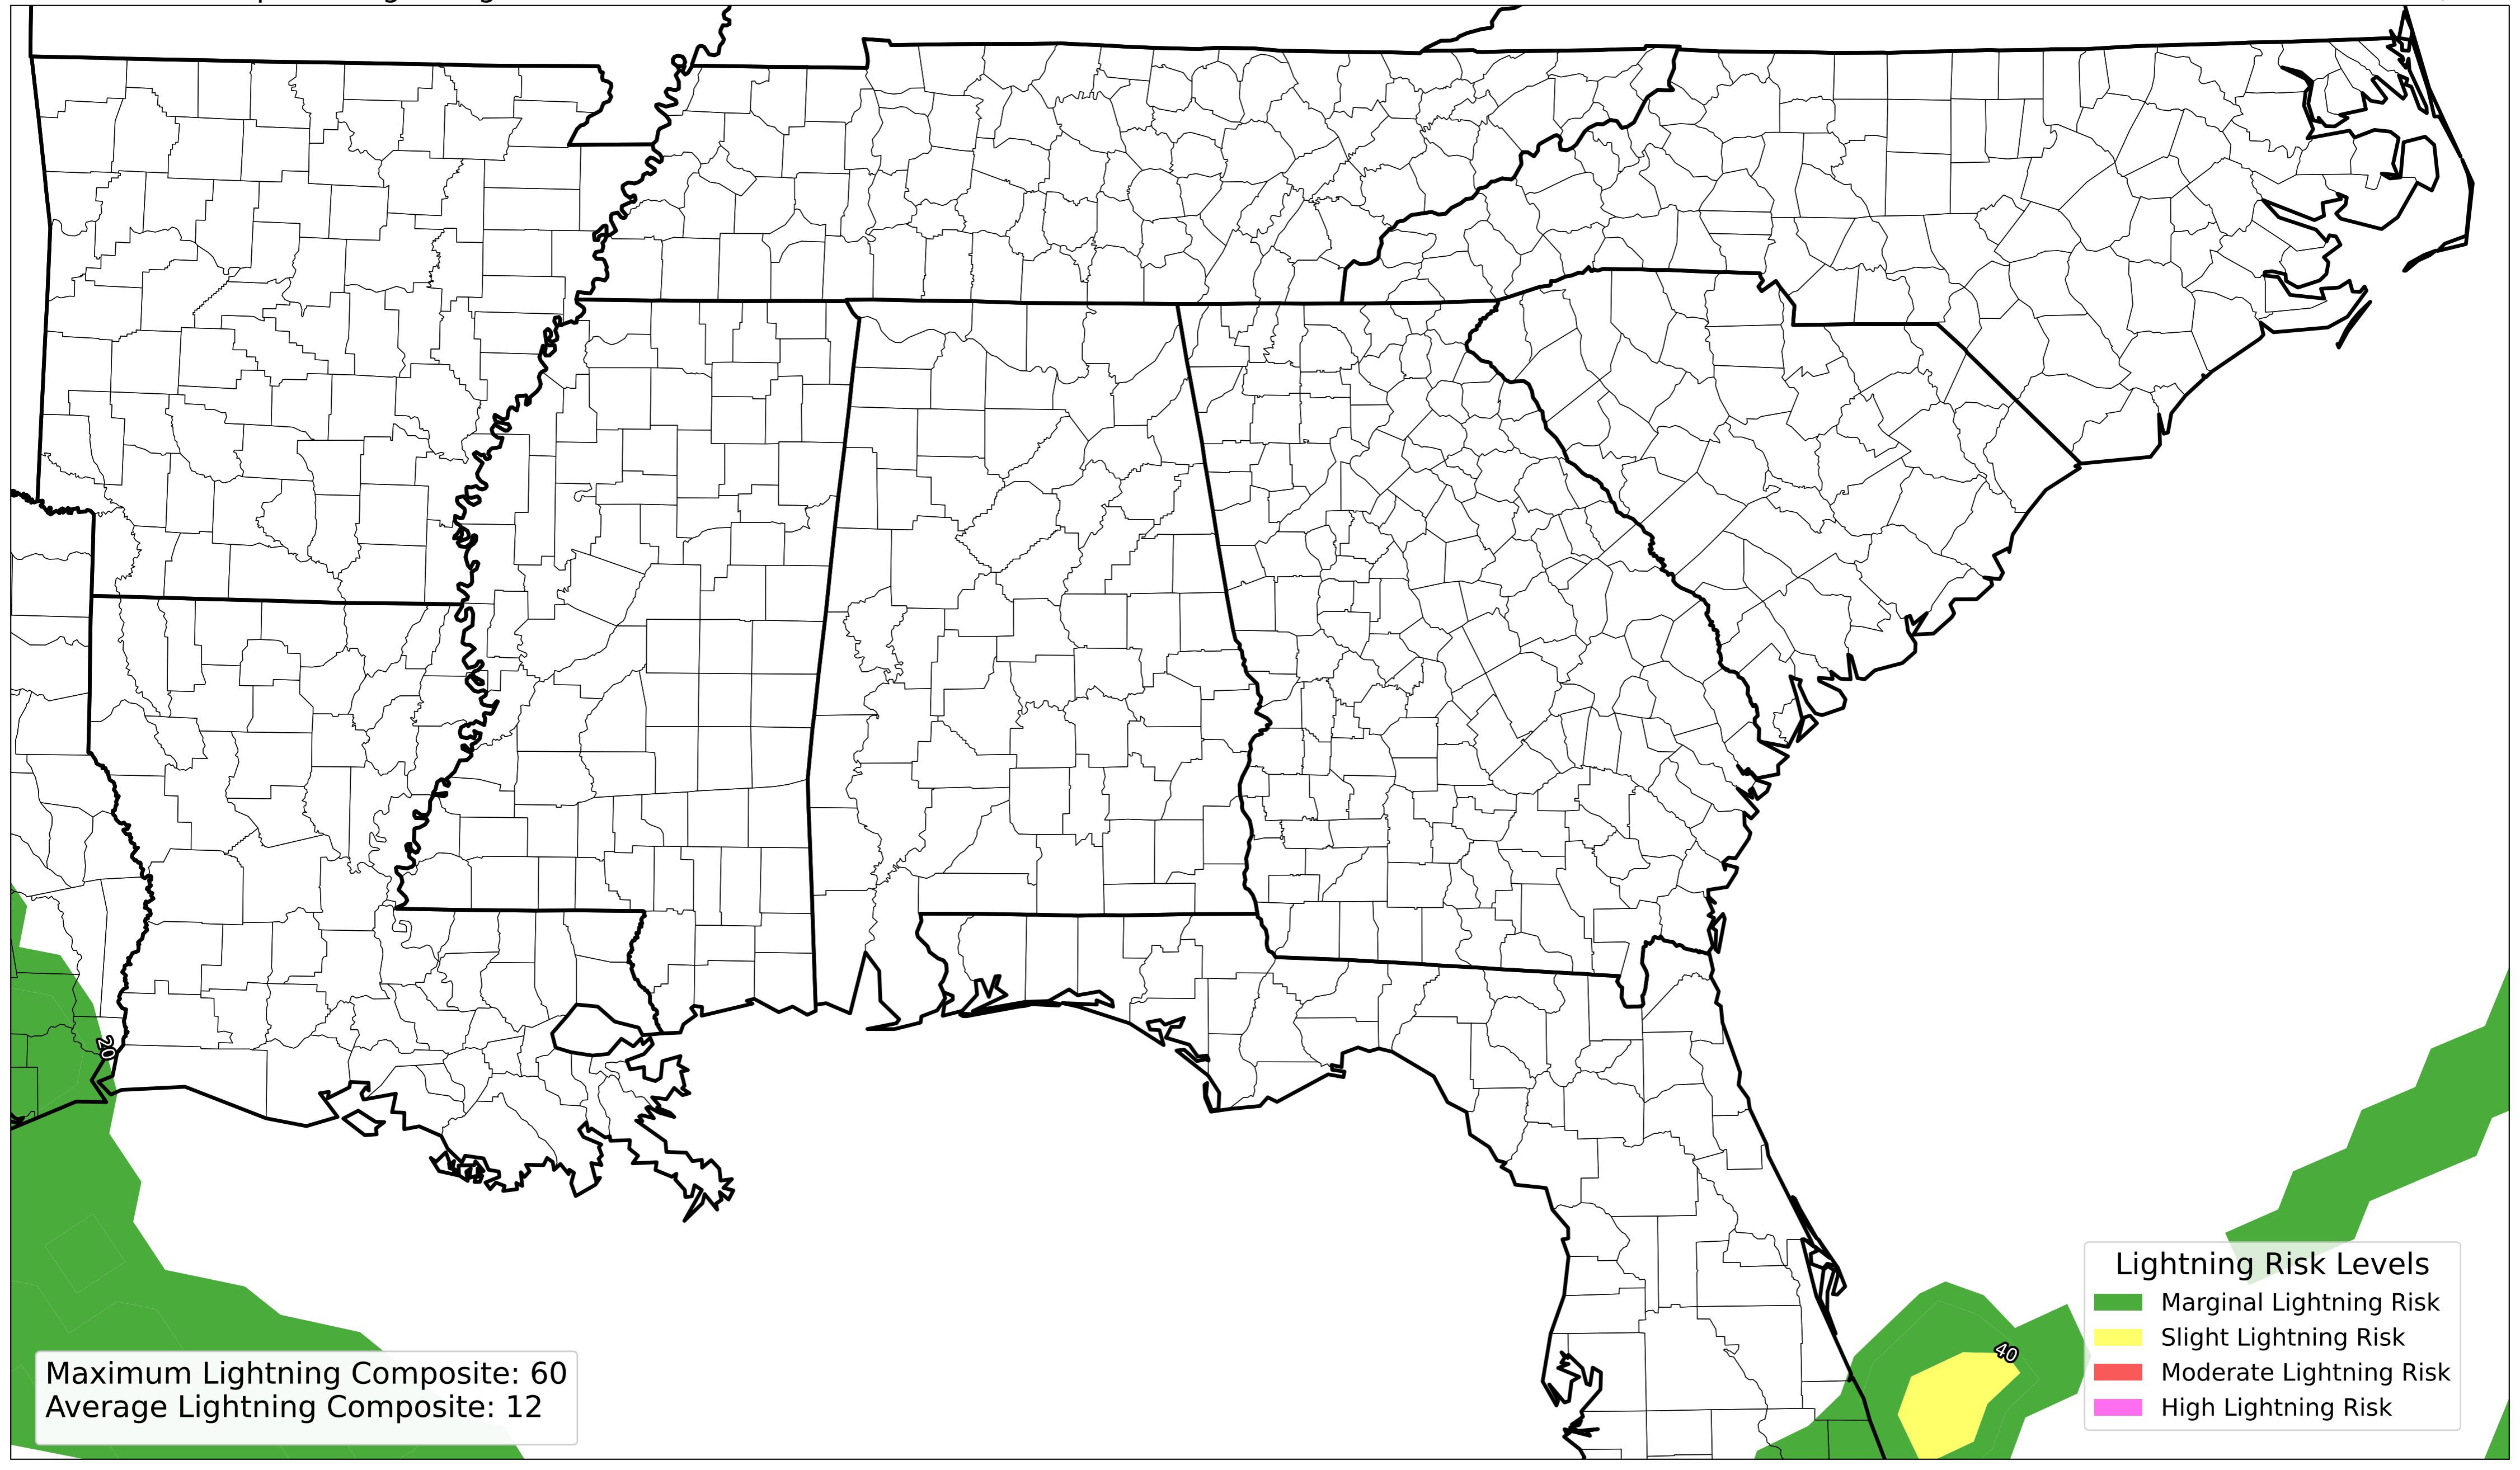 20
Maximum Lightning Composite: 60
Average Lightning Composite: 12
40
Lightning Risk Levels
Marginal Lightning Risk
Slight Lightning Risk
Moderate Lightning Risk
High Lightning Risk